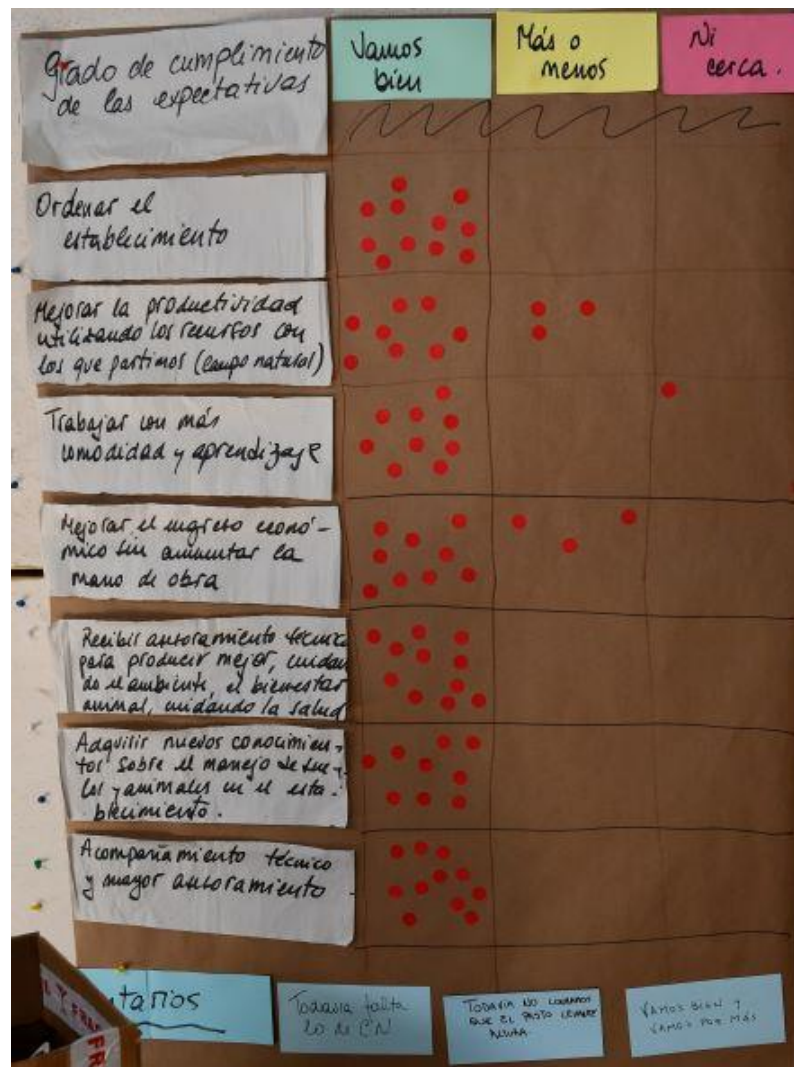 Grado de cumplimiento
de las expectativas
Vamos
bien
Más o
menos
Ni
cerca.
Ordenar el
establecimiento
Mejorar la productividad
utilizando los recursos con
los que partimos (campo natural)
Trabajar con más
comodidad y aprendizaje
Mejorar el ingreso econó-
mico sin aumentar la
mano de obra
Recibir asesoramiento técnico
para producir mejor, cuidan
do el ambiente, el bienestar
animal, cuidando la salud
Adquirir nuevos conocimien-
tos sobre el manejo de sue-
los y animales en el esta-
blecimiento.
Acompañamiento técnico
y mayor asesoramiento
ntarios
Todavía falta
lo de CN
TODAVIA NO LOGRAMOS
QUE EL PASTO LEVANTE
ALTURA
VAMOS BIEN Y
VAMOS POR MÁS